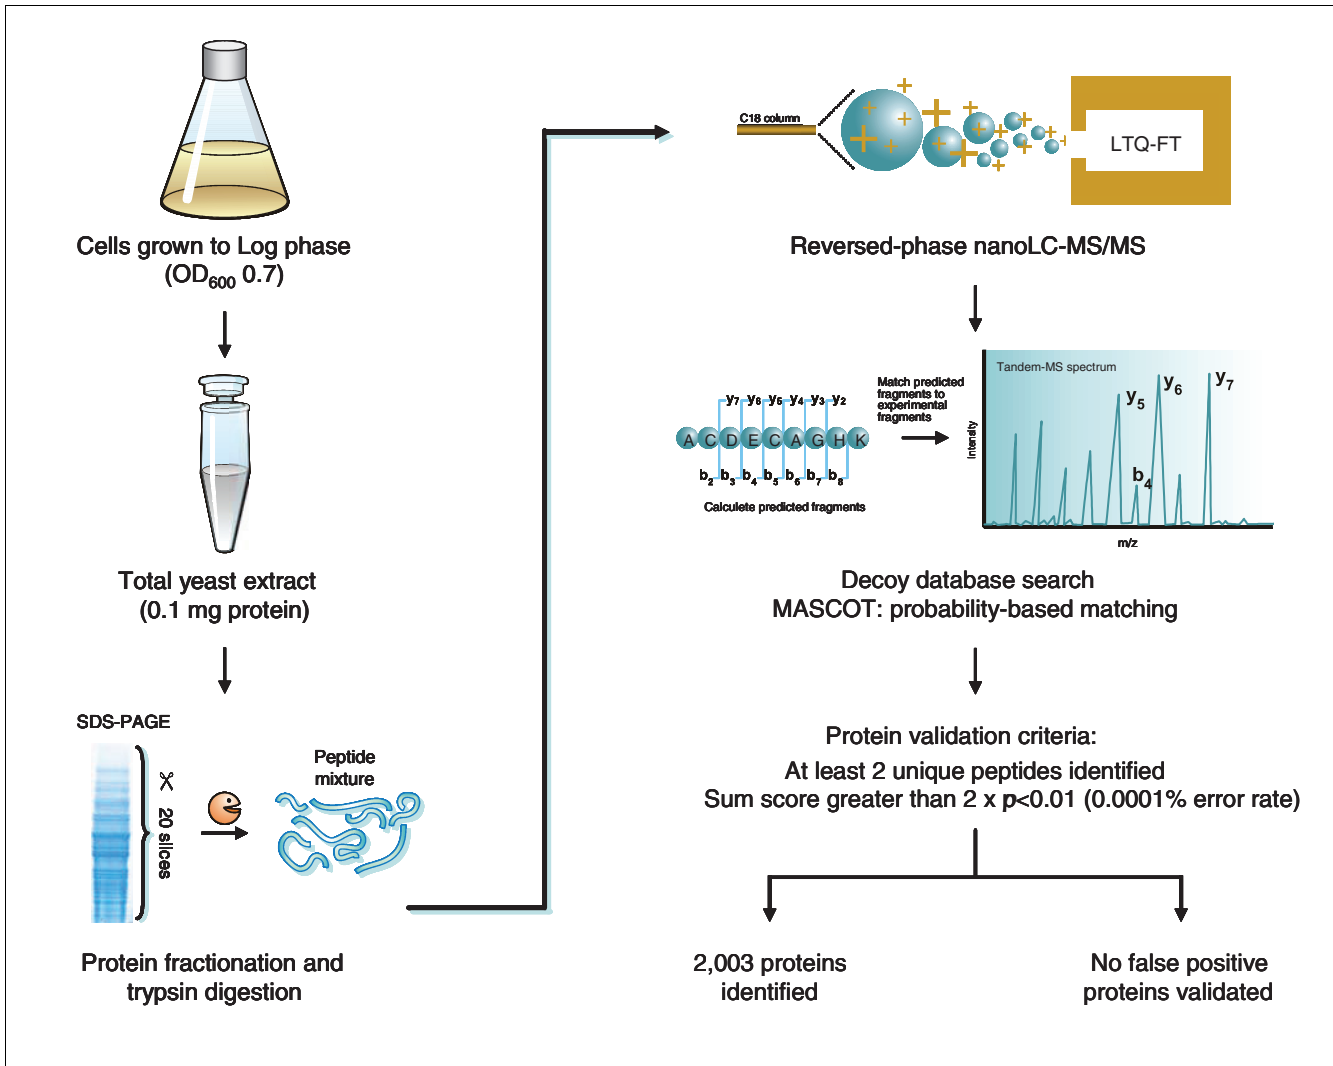 Cells grown to Log phase
(OD600 0.7)
Total yeast extract
(0.1 mg protein)
SDS-PAGE
20 slices
Peptide
mixture
Protein fractionation and
trypsin digestion
C18 column
LTQ-FT
Reversed-phase nanoLC-MS/MS
y7 y6 y5 y4 y3 y2
A C D E C A G H K
b2 b3 b4 b5 b6 b7 b8
Calculete predicted fragments
Match predicted
fragments to
experimental
fragments
Tandem-MS spectrum
Intensity
y5
y6
y7
b4
m/z
Decoy database search
MASCOT: probability-based matching
Protein validation criteria:
At least 2 unique peptides identified
Sum score greater than 2 x p<0.01 (0.0001% error rate)
2,003 proteins
identified
No false positive
proteins validated